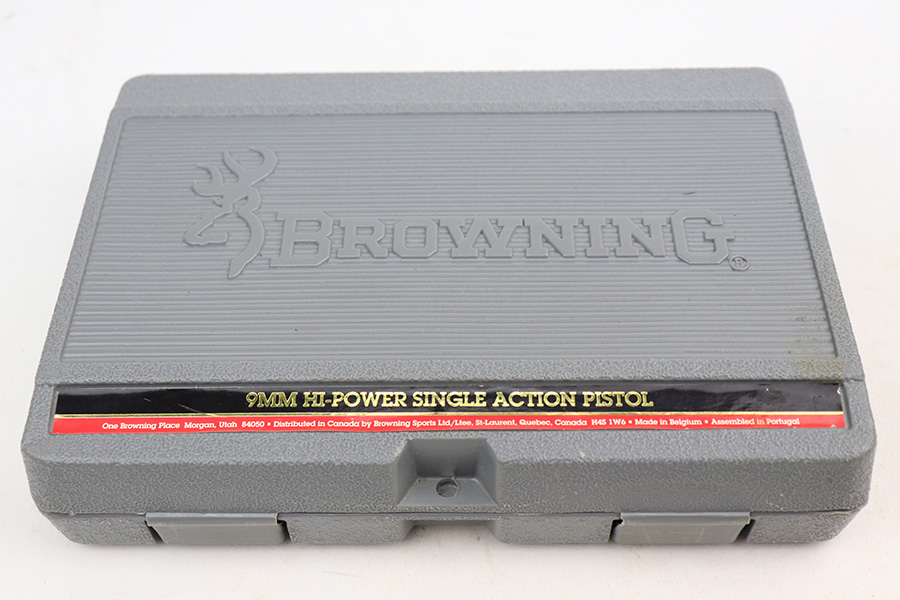 BROWNING®
9MM HI-POWER SINGLE ACTION PISTOL
One Browning Place Morgan, Utah 84050 • Distributed in Canada by Browning Sports Ltd/Ltee, St-Laurent, Quebec, Canada H4S 1W6 • Made in Belgium • Assembled in Portugal